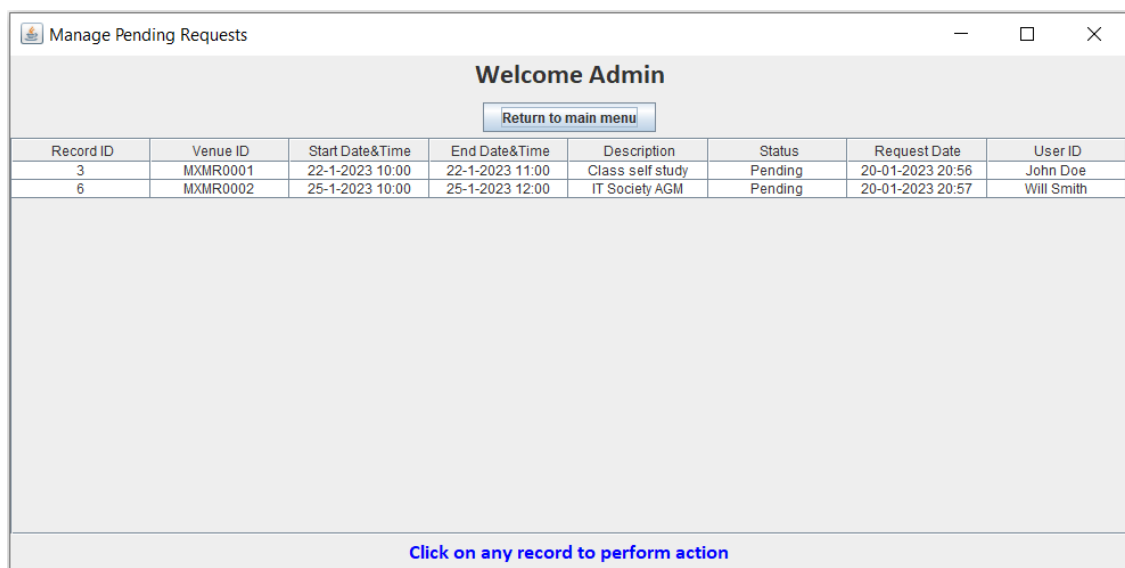 Manage Pending Requests
Welcome Admin
Return to main menu
Record ID Venue ID Start Date&Time End Date&Time Description Status Request Date User ID
3 MXMR0001 22-1-2023 10:00 22-1-2023 11:00 Class self study Pending 20-01-2023 20:56 John Doe
6 MXMR0002 25-1-2023 10:00 25-1-2023 12:00 IT Society AGM Pending 20-01-2023 20:57 Will Smith
Click on any record to perform action